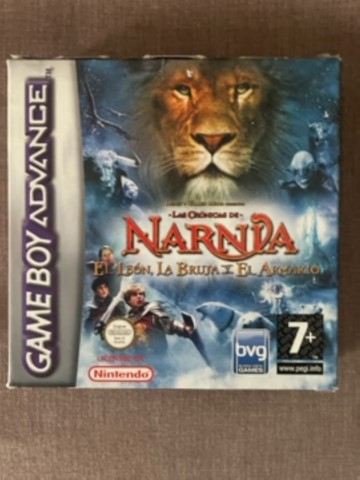 GAME BOY ADVANCE
LAS CRÓNICAS DE
NARNIA
EL LEÓN, LA BRUJA Y EL ARMARIO
Nintendo
bvg
GAMES
7+
www.pegi.info